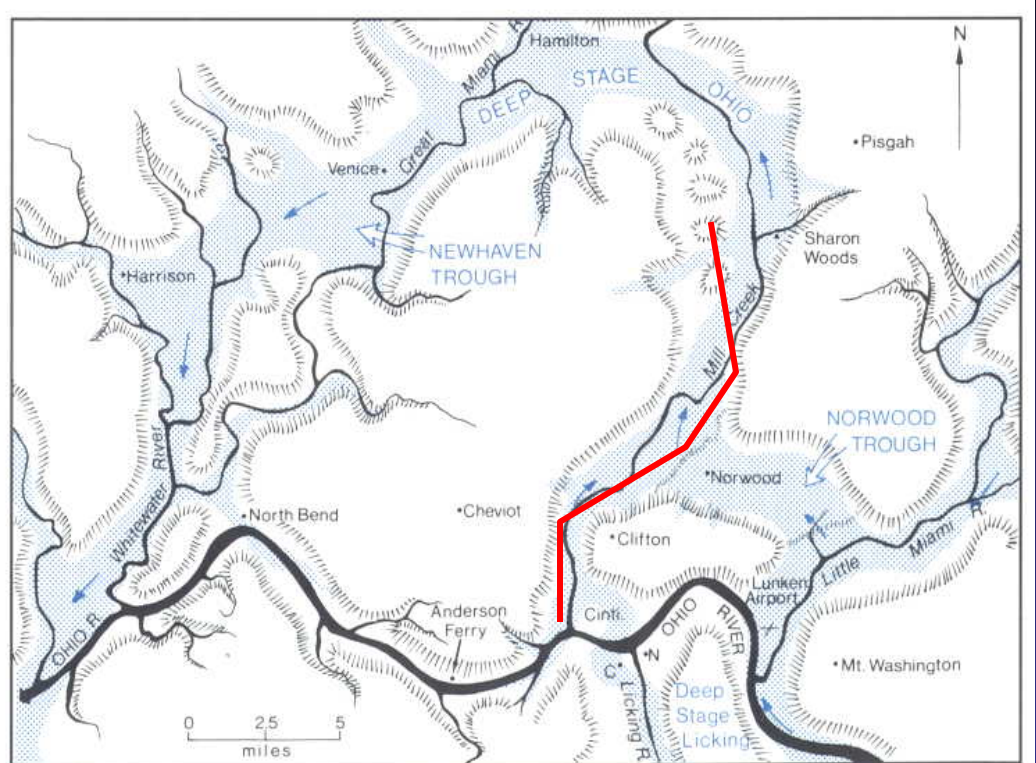 Hamilton
N
Miami R
STAGE
DEEP
OHIO
Pisgah
Great
Venice
Sharon
Woods
NEWHAVEN
TROUGH
Harrison
Creek
Mill
NORWOOD
TROUGH
Norwood
Whitewater River
North Bend
Cheviot
Clifton
Little Miami R.
Lunken
Airport
Anderson
Ferry
Cinti.
OHIO RIVER
OHIO R.
N
C
Mt. Washington
Licking R.
Deep
Stage
Licking
0 2.5 5
miles